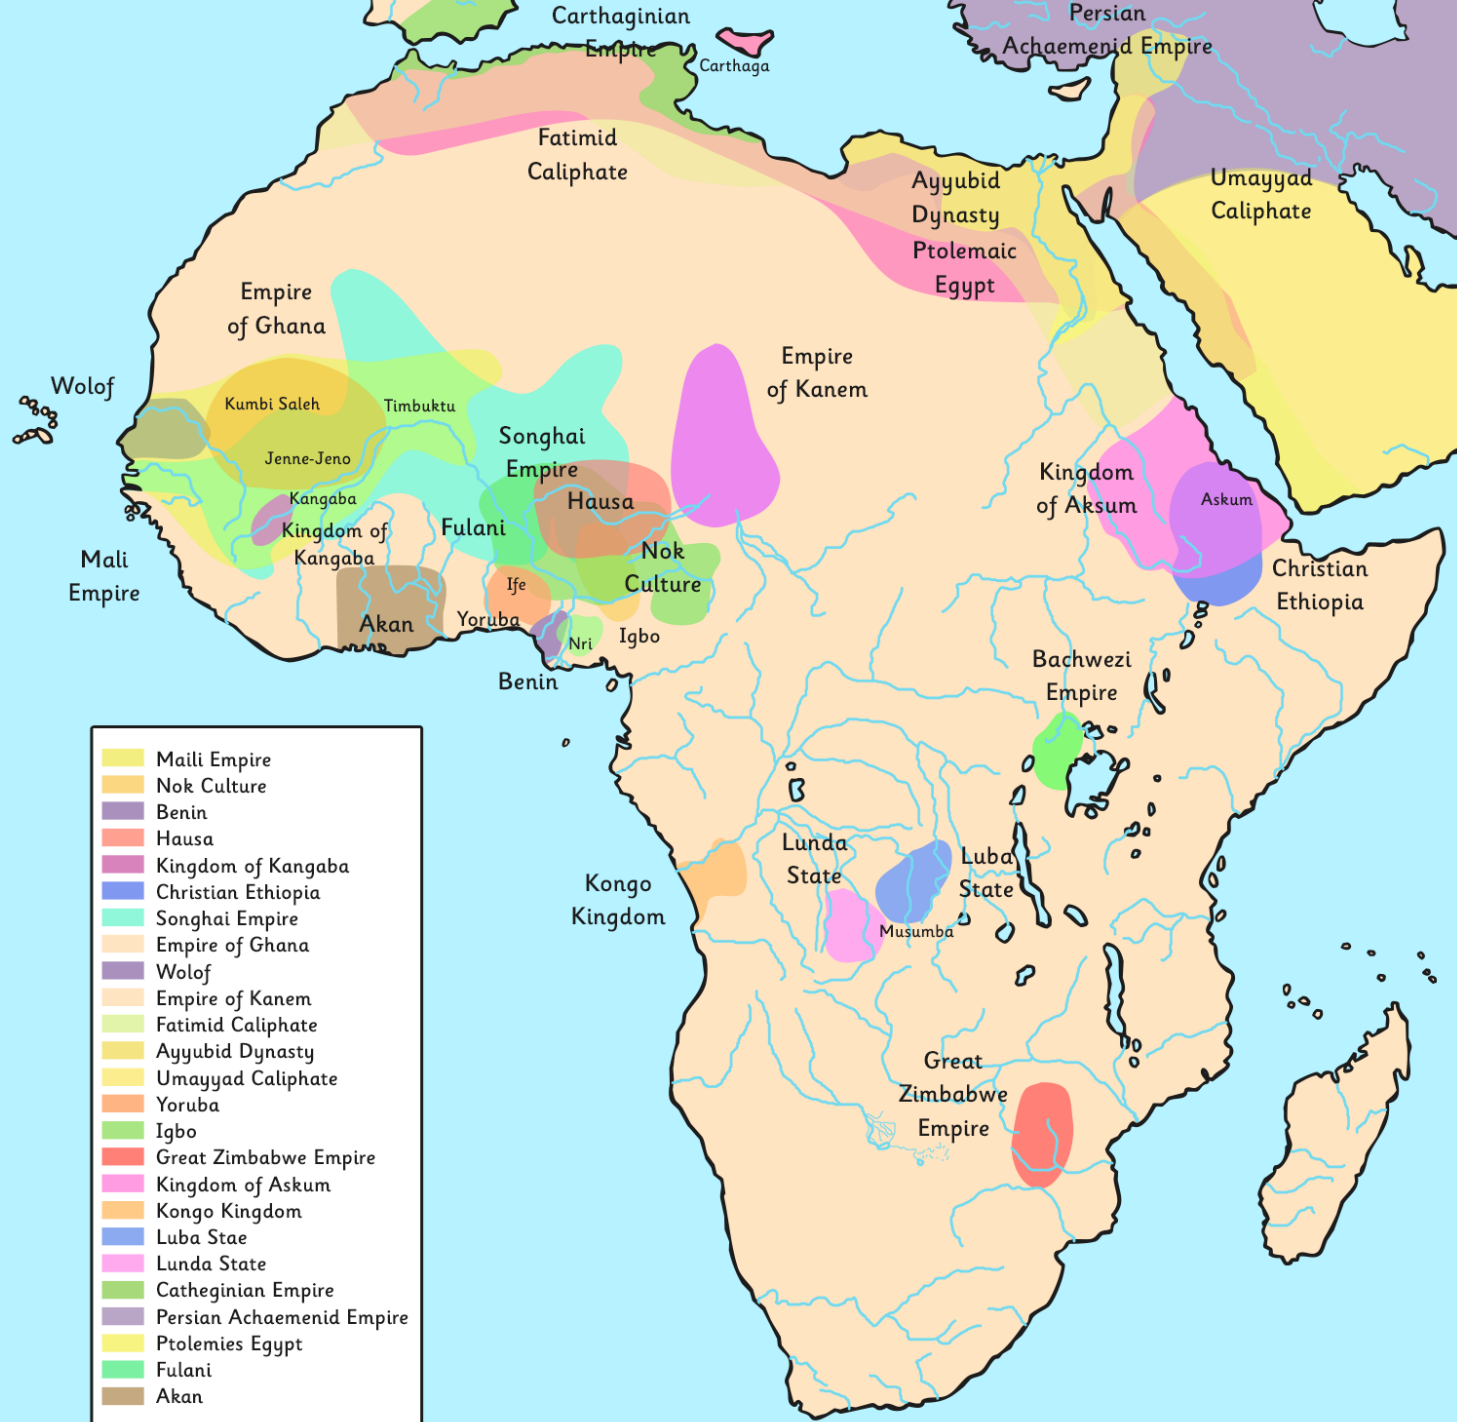 Carthaginian
Empire
Carthaga
Persian
Achaemenid Empire
Fatimid
Caliphate
Ayyubid
Dynasty
Umayyad
Caliphate
Ptolemaic
Egypt
Empire
of Ghana
Wolof
Kumbi Saleh
Timbuktu
Empire
of Kanem
Songhai
Empire
Jenne-Jeno
Kangaba
Kingdom of
Kangaba
Hausa
Fulani
Kingdom
of Aksum
Askum
Mali
Empire
Nok
Culture
Christian
Ethiopia
Ife
Akan
Yoruba
Nri
Igbo
Benin
Bachwezi
Empire
Lunda
State
Luba
State
Kongo
Kingdom
Musumba
Great
Zimbabwe
Empire
Maili Empire
Nok Culture
Benin
Hausa
Kingdom of Kangaba
Christian Ethiopia
Songhai Empire
Empire of Ghana
Wolof
Empire of Kanem
Fatimid Caliphate
Ayyubid Dynasty
Umayyad Caliphate
Yoruba
Igbo
Great Zimbabwe Empire
Kingdom of Askum
Kongo Kingdom
Luba Stae
Lunda State
Catheginian Empire
Persian Achaemenid Empire
Ptolemies Egypt
Fulani
Akan